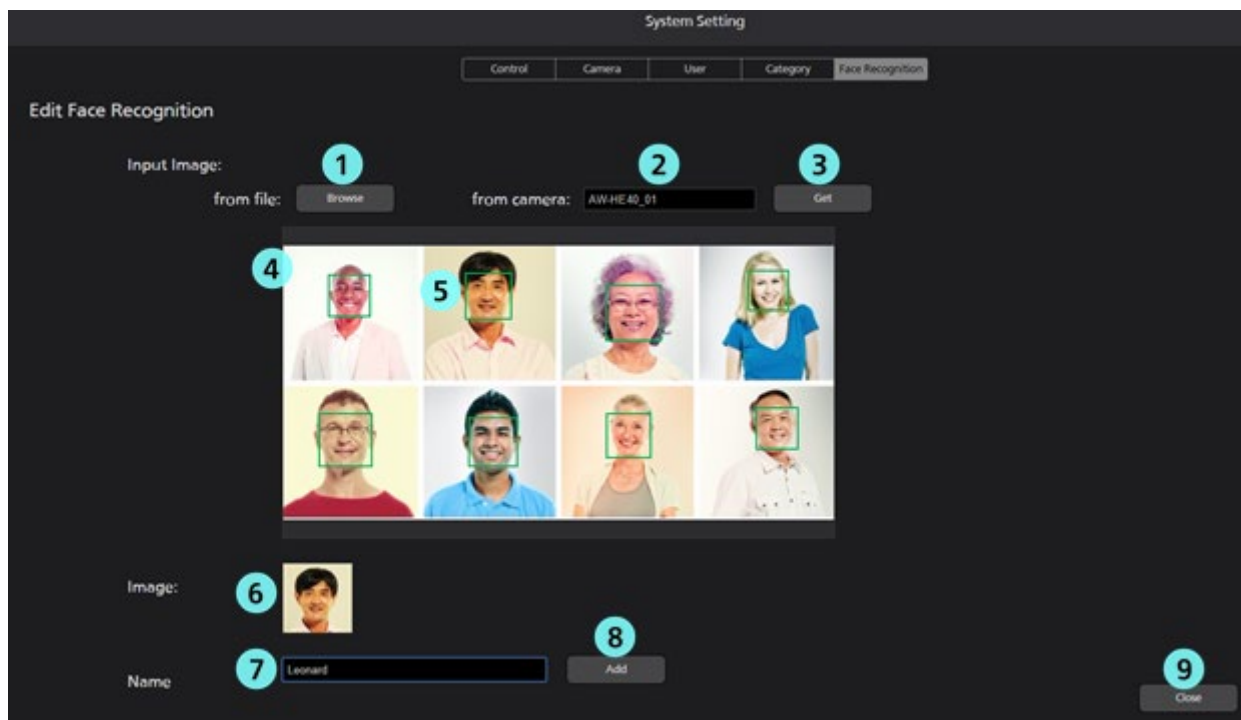 System Setting
Control Camera User Category Face Recognition
Edit Face Recognition
Input Image:
1 2 3
from file: Browse from camera: AW-HE40_01 Get
4
5
Image:
6
8
7 Leonard Add
Name
9
Close